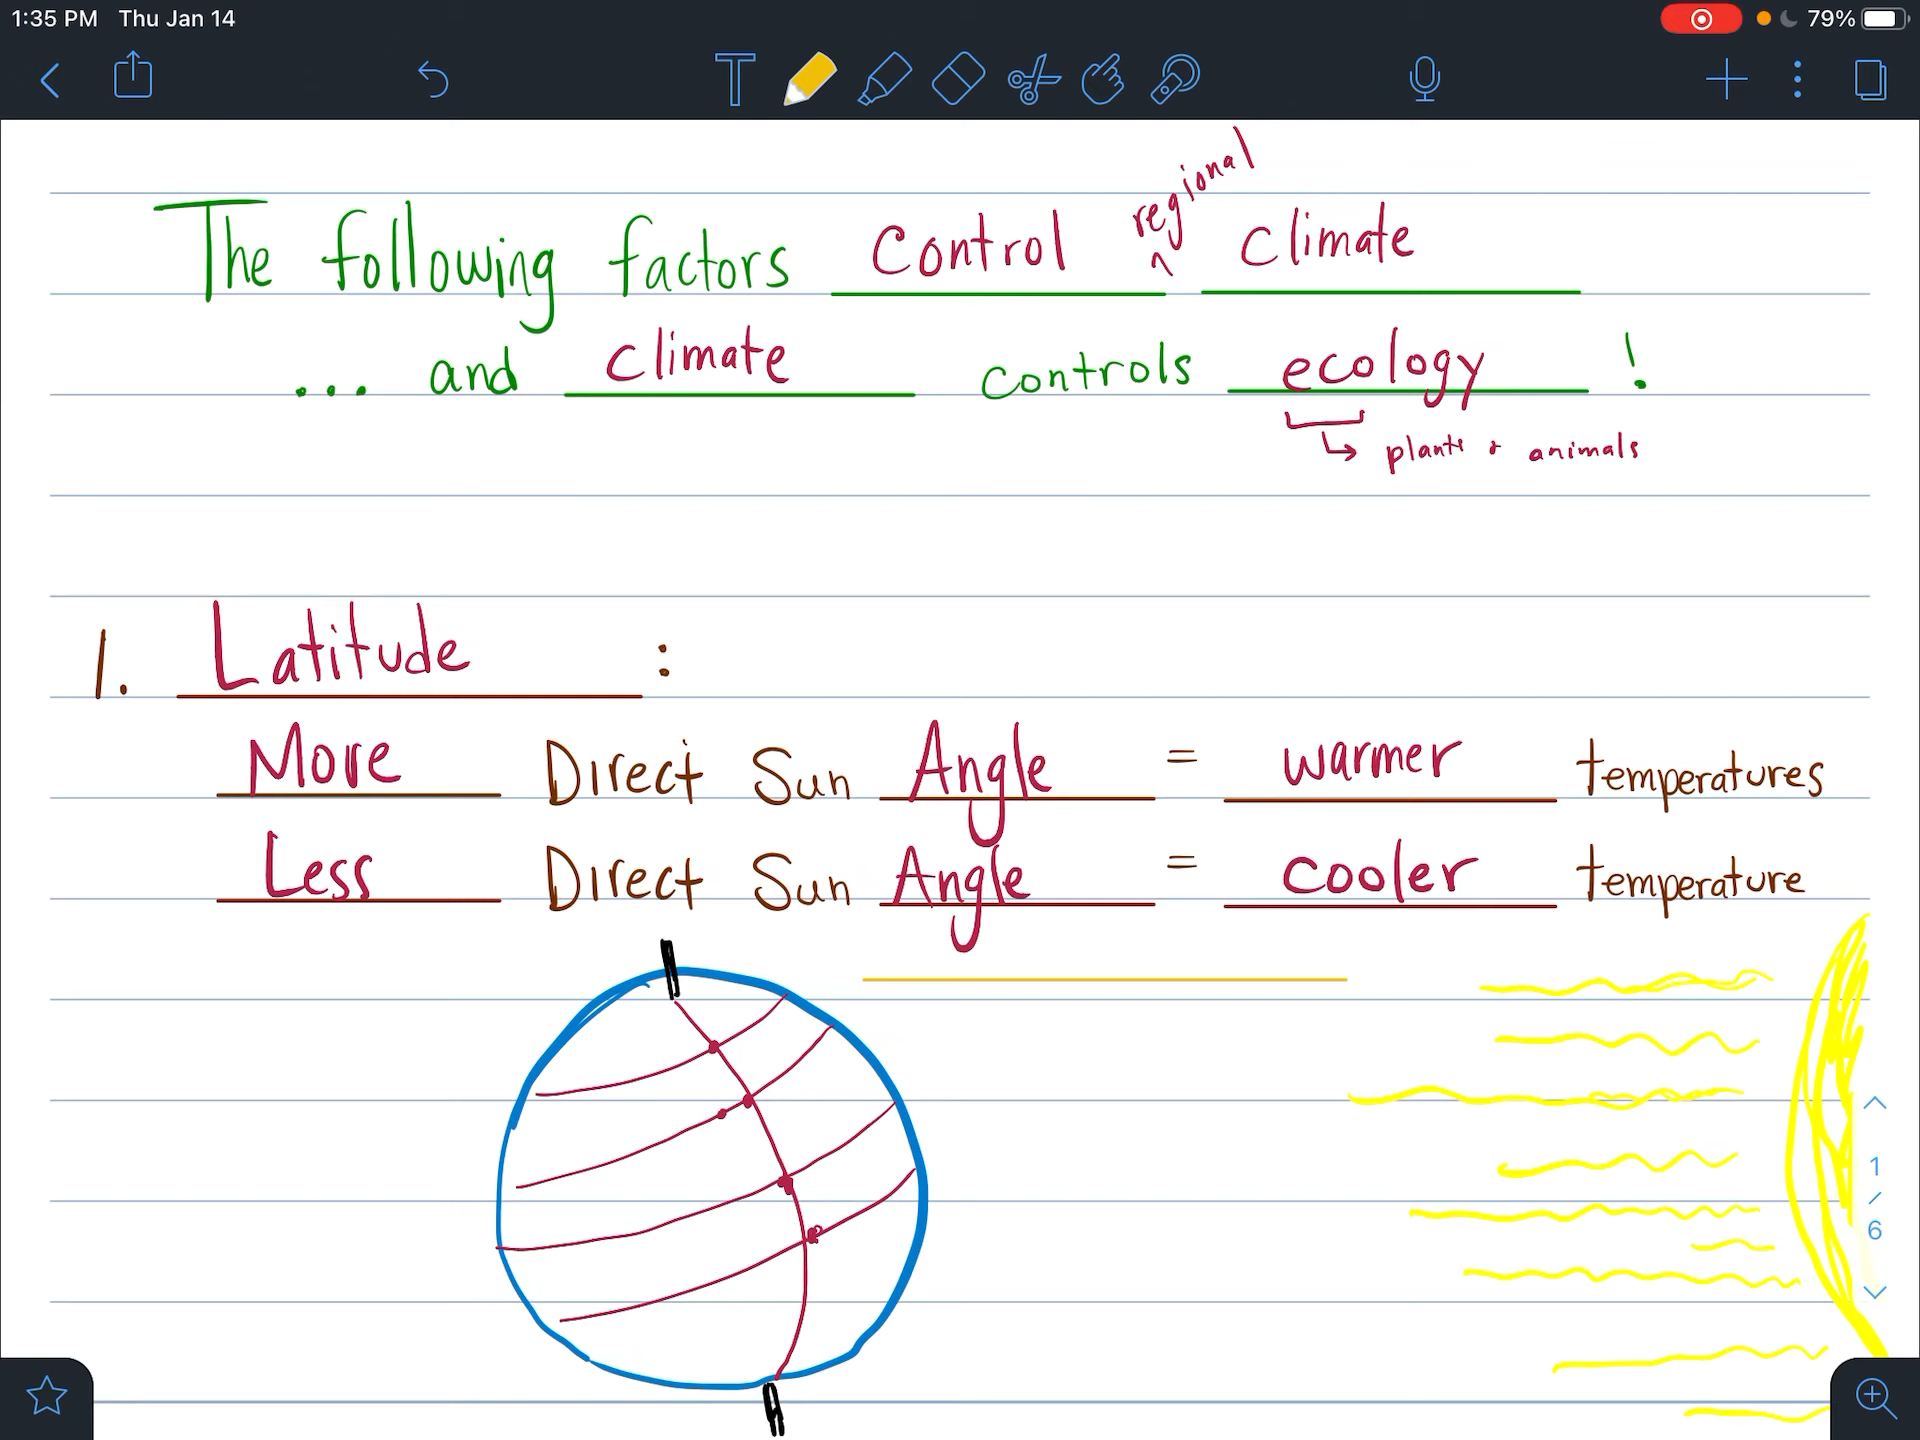 1:35 PM Thu Jan 14 79%
T
The following factors Control regional climate
... and climate controls ecology !
plants & animals
1. Latitude :
More Direct Sun Angle = warmer temperatures
Less Direct Sun Angle = cooler temperature
1
/
6